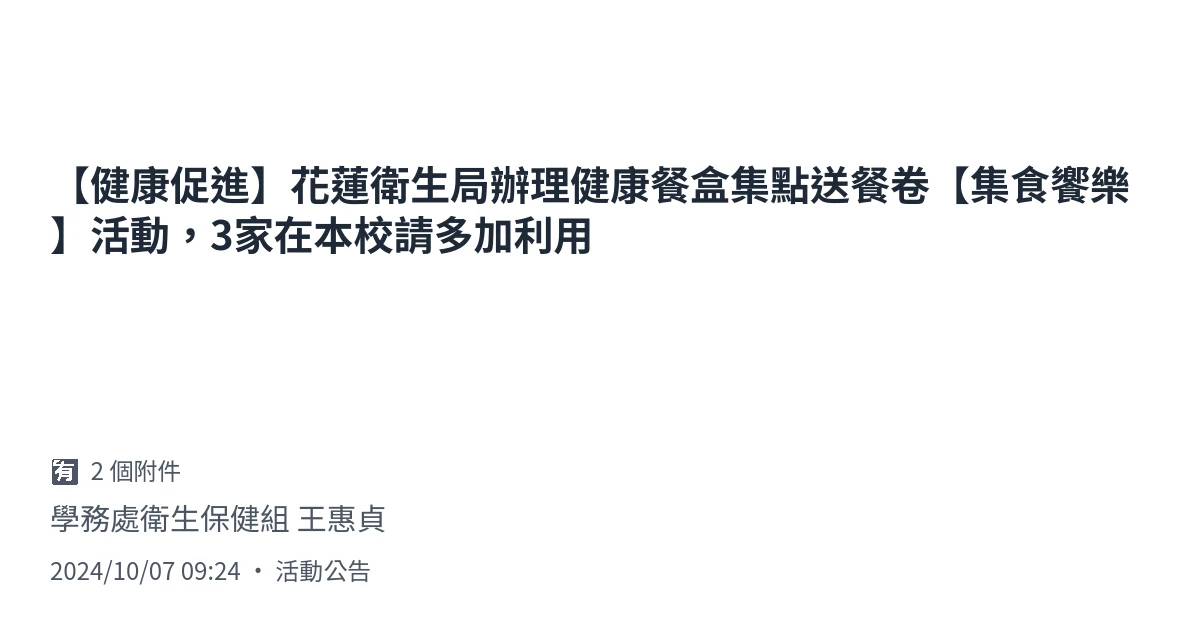 【健康促進】花蓮衛生局辦理健康餐盒集點送餐卷【集食饗樂
】活動，3家在本校請多加利用
🈶 2 個附件
學務處衛生保健組 王惠貞
2024/10/07 09:24 • 活動公告